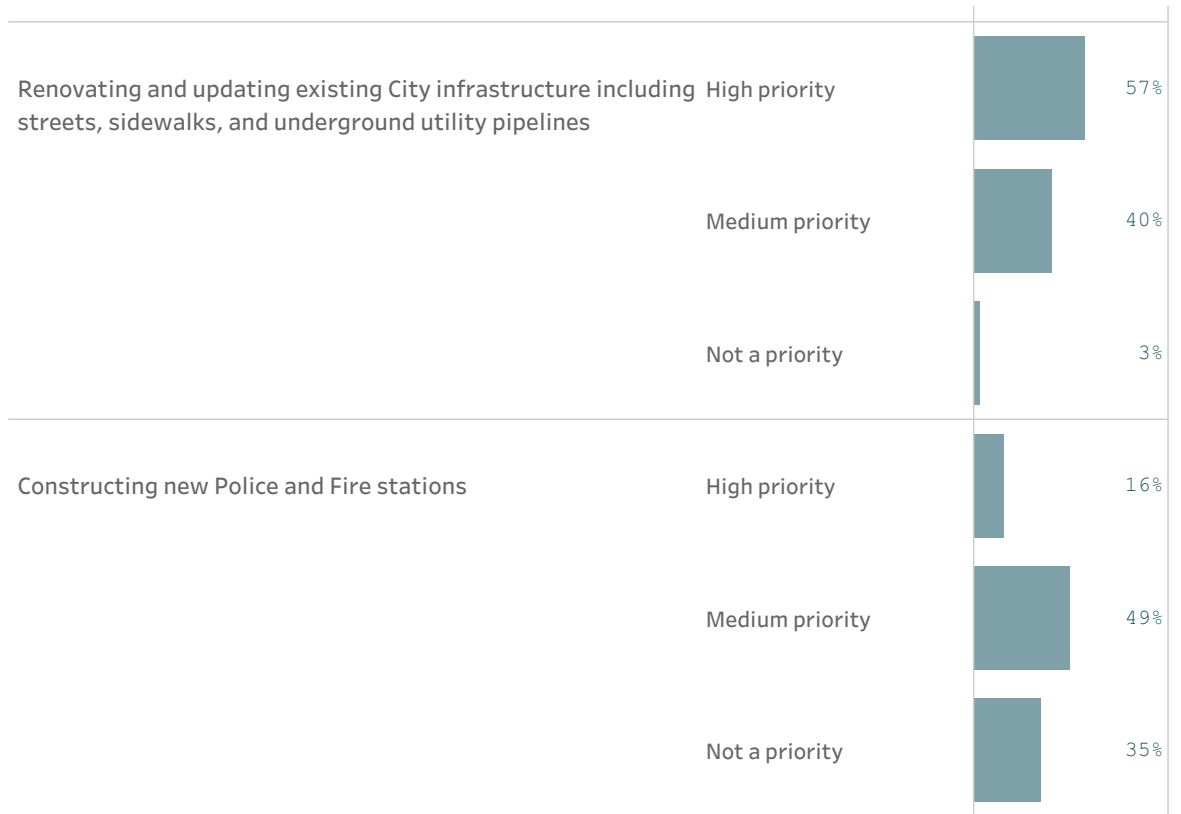 Renovating and updating existing City infrastructure including High priority 57%
streets, sidewalks, and underground utility pipelines
Medium priority 40%
Not a priority 3%
Constructing new Police and Fire stations High priority 16%
Medium priority 49%
Not a priority 35%